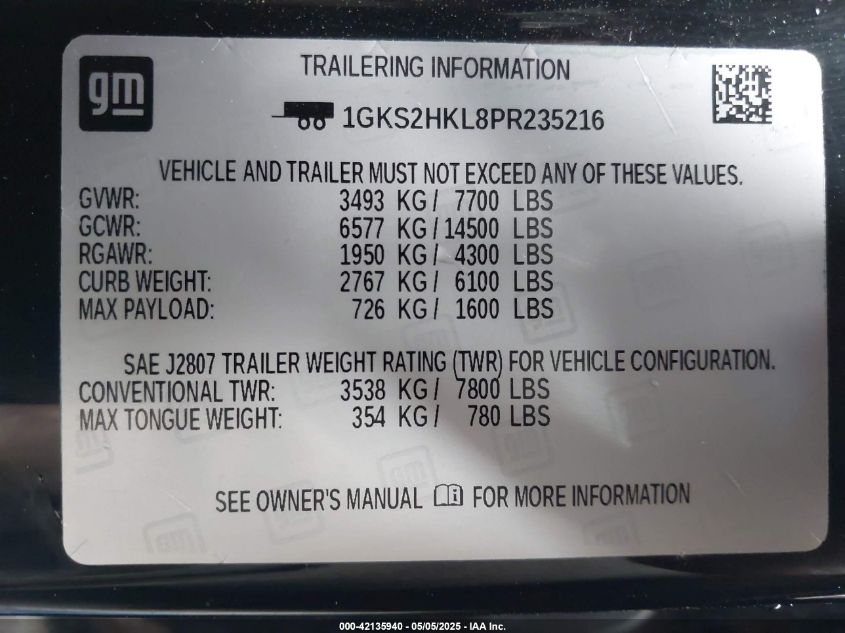 gm
TRAILERING INFORMATION
1GKS2HKL8PR235216
VEHICLE AND TRAILER MUST NOT EXCEED ANY OF THESE VALUES.
GVWR: 3493 KG/ 7700 LBS
GCWR: 6577 KG/14500 LBS
RGAWR: 1950 KG/ 4300 LBS
CURB WEIGHT: 2767 KG/ 6100 LBS
MAX PAYLOAD: 726 KG/ 1600 LBS
SAE J2807 TRAILER WEIGHT RATING (TWR) FOR VEHICLE CONFIGURATION.
CONVENTIONAL TWR: 3538 KG/ 7800 LBS
MAX TONGUE WEIGHT: 354 KG/ 780 LBS
SEE OWNER'S MANUAL FOR MORE INFORMATION
000-42135940 - 05/05/2025 - IAA Inc.